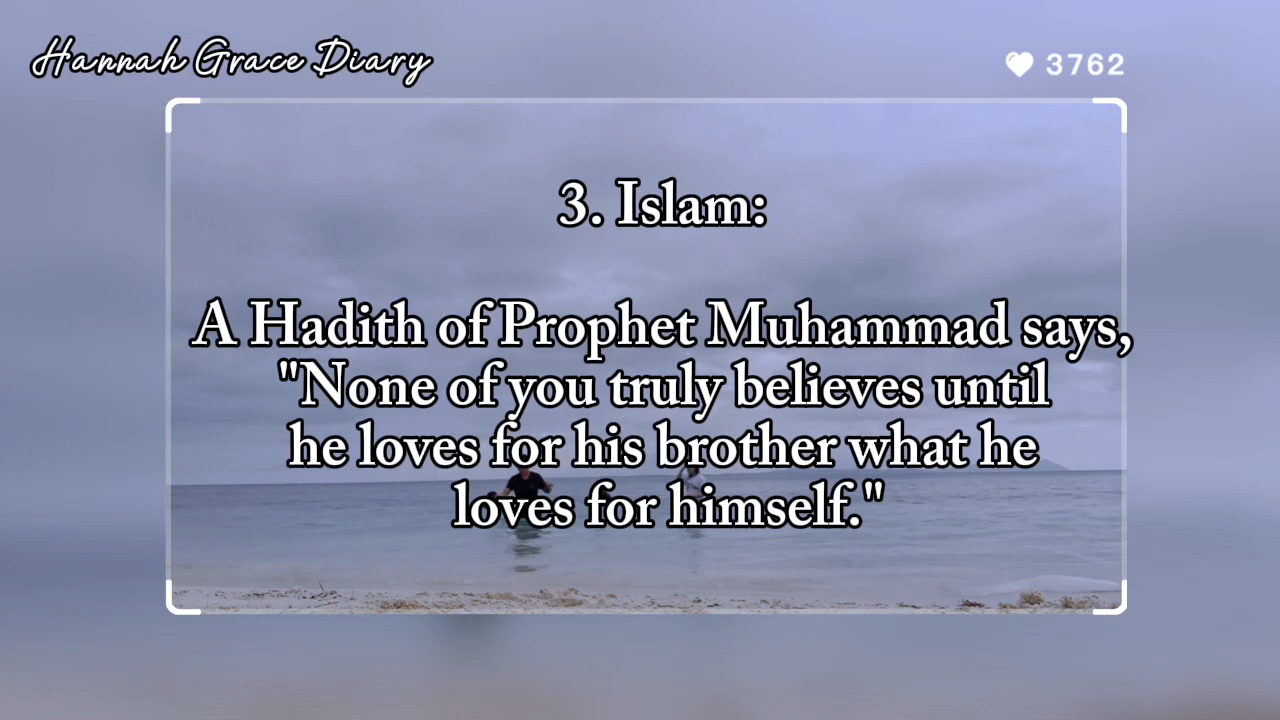 Hannah Grace Diary
3762
3. Islam:
A Hadith of Prophet Muhammad says,
"None of you truly believes until
he loves for his brother what he
loves for himself."